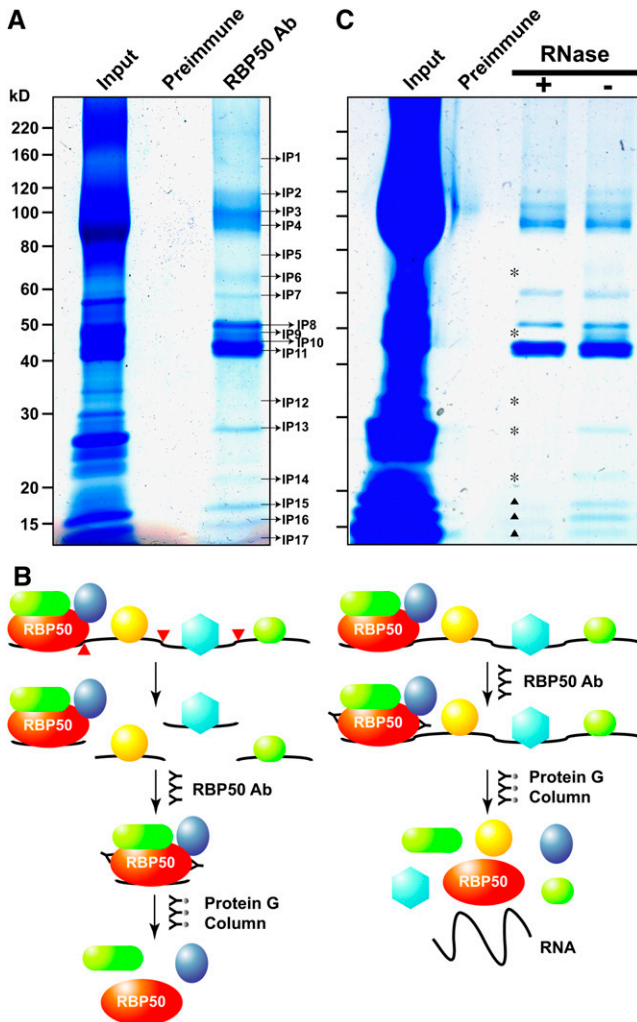 A
Input
Preimmune
RBP50 Ab
kD
220
160
120
100
80
60
50
40
30
20
15
IP1
IP2
IP3
IP4
IP5
IP6
IP7
IP8
IP9
IP10
IP11
IP12
IP13
IP14
IP15
IP16
IP17
C
Input
Preimmune
RNase
+ -
*
*
*
*
*
B
RBP50
RBP50
RBP50 Ab
RBP50
Protein G
Column
RBP50
RBP50
RBP50 Ab
RBP50
Protein G
Column
RBP50
RNA